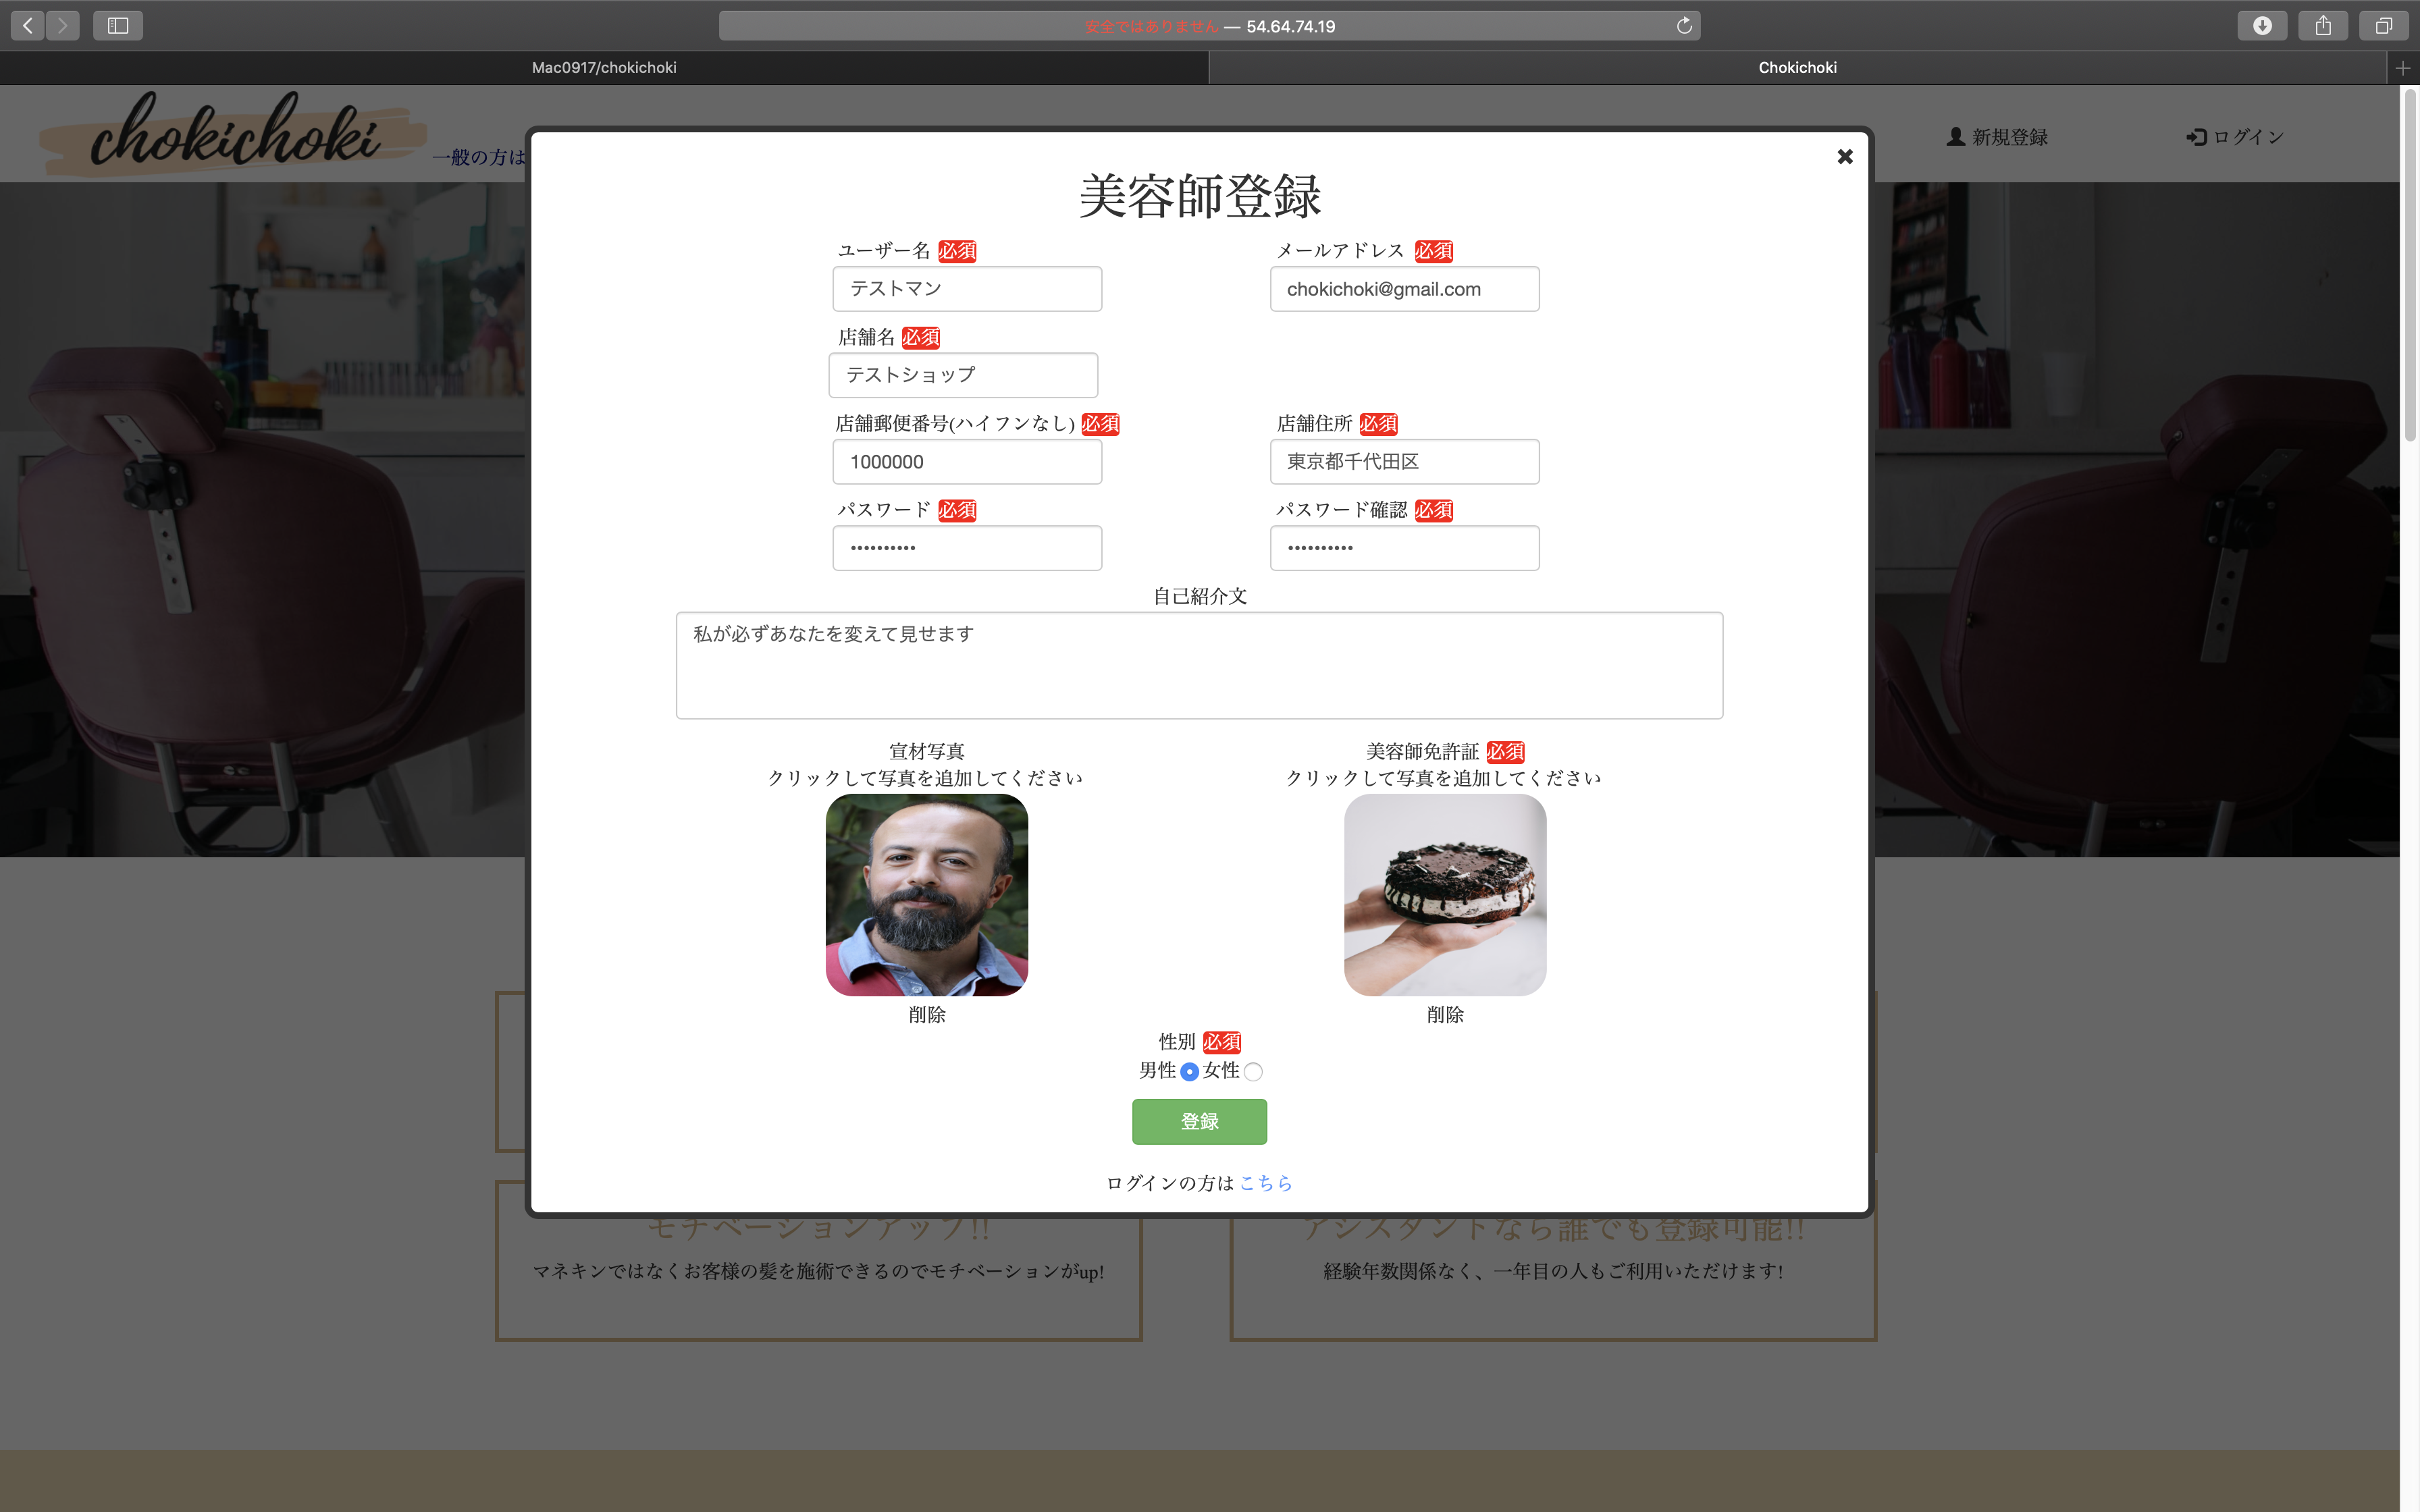 安全ではありません — 54.64.74.19
Mac0917/chokichoki
Chokichoki
chokichoki
一般の方は
新規登録
ログイン
美容師登録
ユーザー名 必須
メールアドレス 必須
テストマン
chokichoki@gmail.com
店舗名 必須
テストショップ
店舗郵便番号(ハイフンなし) 必須
店舗住所 必須
1000000
東京都千代田区
パスワード 必須
パスワード確認 必須
••••••••••
••••••••••
自己紹介文
私が必ずあなたを変えて見せます
宣材写真
美容師免許証 必須
クリックして写真を追加してください
クリックして写真を追加してください
削除
削除
性別 必須
男性 女性
登録
ログインの方は こちら
モチベーションアップ!!
アシスタントなら誰でも登録可能!!
マネキンではなくお客様の髪を施術できるのでモチベーションがup!
経験年数関係なく、一年目の人もご利用いただけます!